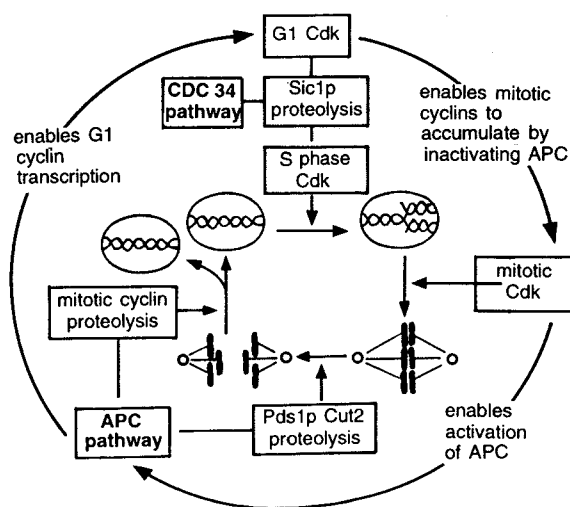 G1 Cdk
CDC 34
pathway
Sic1p
proteolysis
enables mitotic
cyclins to
accumulate by
inactivating APC
enables G1
cyclin
transcription
S phase
Cdk
mitotic cyclin
proteolysis
mitotic
Cdk
APC
pathway
Pds1p Cut2
proteolysis
enables
activation
of APC